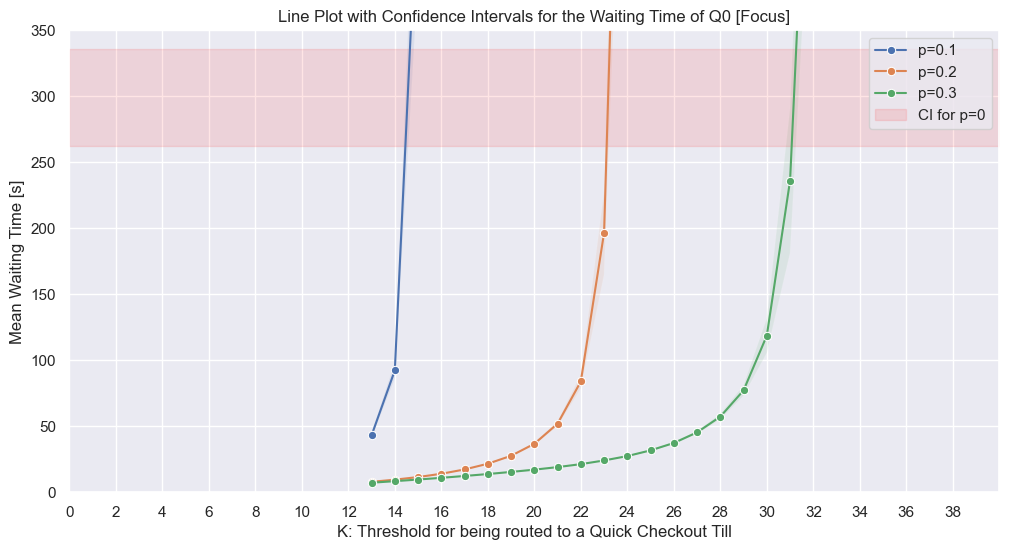 Line Plot with Confidence Intervals for the Waiting Time of Q0 [Focus]
350
300
250
200
150
100
50
0
Mean Waiting Time [s]
p=0.1
p=0.2
p=0.3
CI for p=0
0 2 4 6 8 10 12 14 16 18 20 22 24 26 28 30 32 34 36 38
K: Threshold for being routed to a Quick Checkout Till